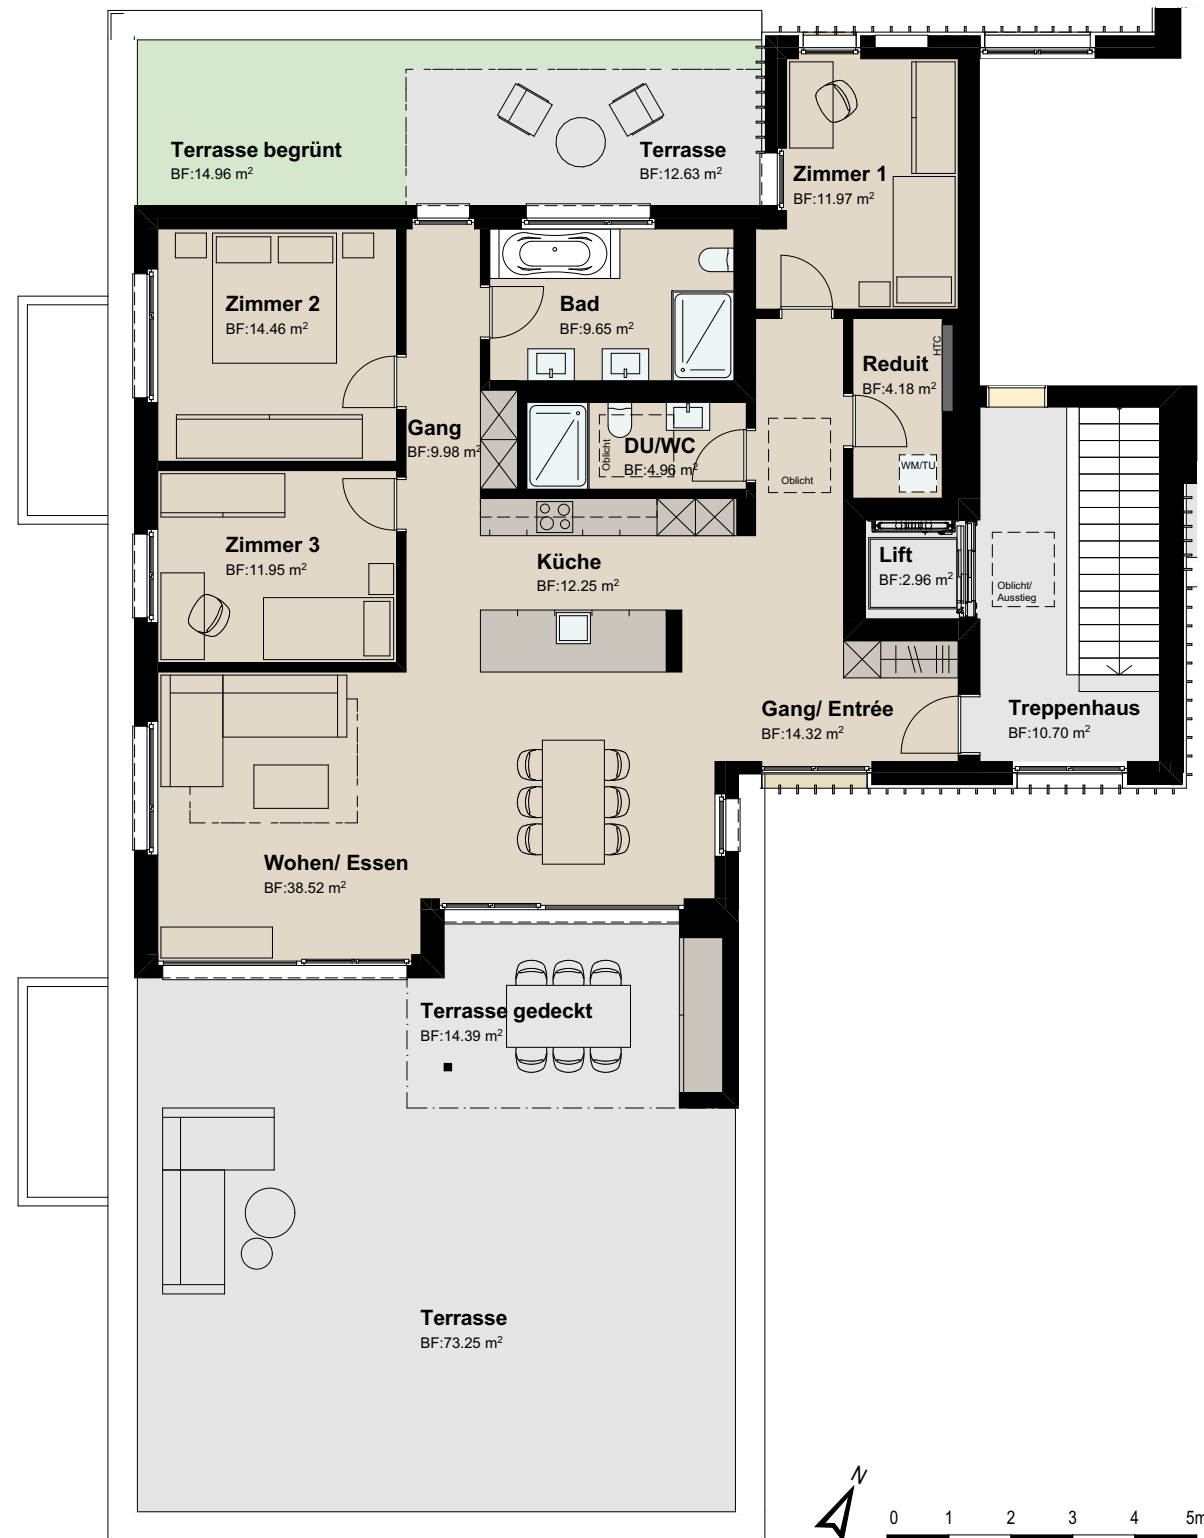 Terrasse begrünt
BF:14.96 m²
Terrasse
BF:12.63 m²
Zimmer 1
BF:11.97 m²
Zimmer 2
BF:14.46 m²
Bad
BF:9.65 m²
Reduit
BF:4.18 m²
HTC
Gang
BF:9.98 m²
DU/WC
BF:4.96 m²
Oblicht
Oblicht
WM/TU
Zimmer 3
BF:11.95 m²
Küche
BF:12.25 m²
Lift
BF:2.96 m²
Oblicht/
Ausstieg
Gang/ Entrée
BF:14.32 m²
Treppenhaus
BF:10.70 m²
Wohen/ Essen
BF:38.52 m²
Terrasse gedeckt
BF:14.39 m²
Terrasse
BF:73.25 m²
N
0 1 2 3 4 5m